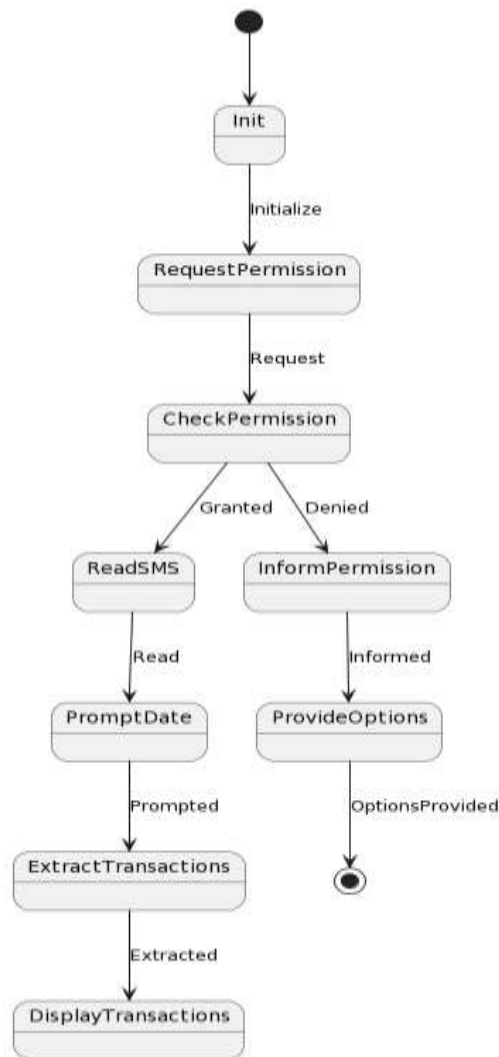 Init
Initialize
RequestPermission
Request
CheckPermission
Granted
Denied
ReadSMS
InformPermission
Read
Informed
PromptDate
ProvideOptions
Prompted
OptionsProvided
ExtractTransactions
Extracted
DisplayTransactions